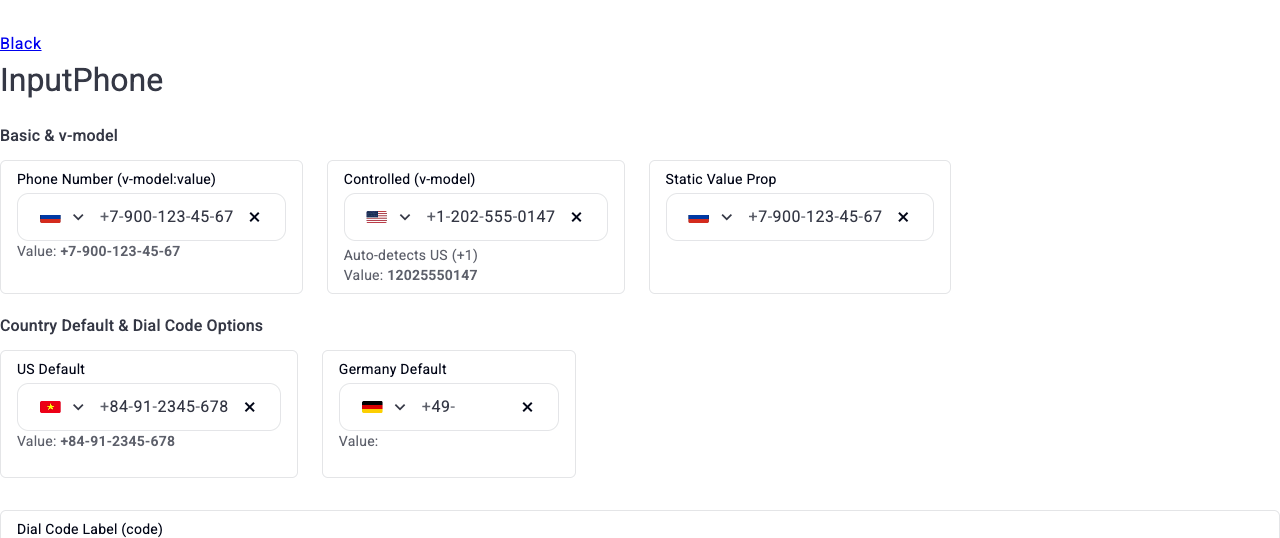 Black
InputPhone
Basic & v-model
Phone Number (v-model:value)
+7-900-123-45-67
Value: +7-900-123-45-67
Controlled (v-model)
+1-202-555-0147
Auto-detects US (+1)
Value: 12025550147
Static Value Prop
+7-900-123-45-67
Country Default & Dial Code Options
US Default
+84-91-2345-678
Value: +84-91-2345-678
Germany Default
+49-
Value:
Dial Code Label (code)